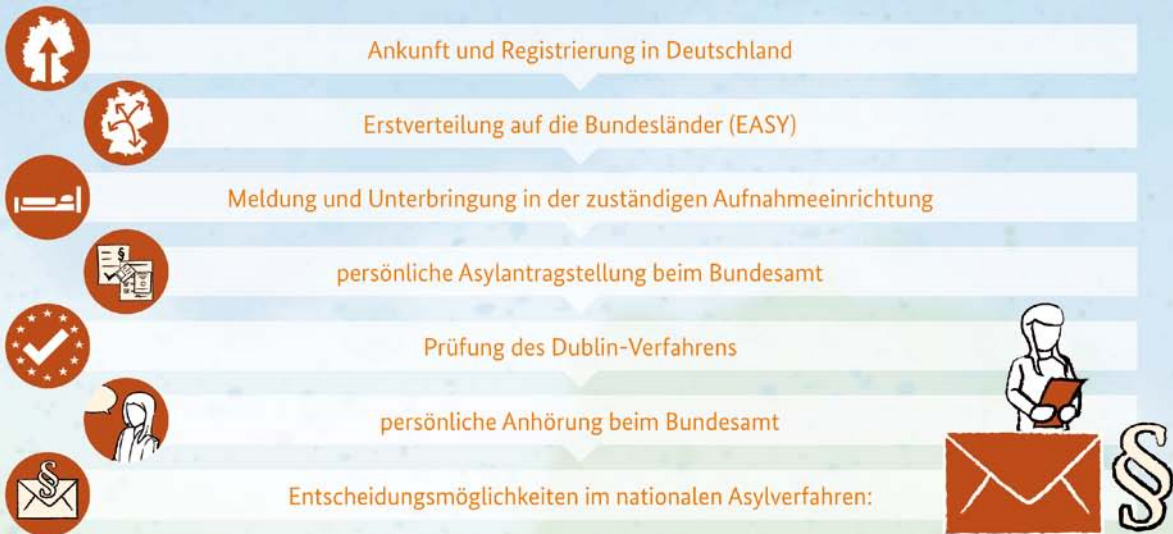 Ankunft und Registrierung in Deutschland
Erstverteilung auf die Bundesländer (EASY)
Meldung und Unterbringung in der zuständigen Aufnahmeeinrichtung
§
persönliche Asylantragstellung beim Bundesamt
Prüfung des Dublin-Verfahrens
persönliche Anhörung beim Bundesamt
§
Entscheidungsmöglichkeiten im nationalen Asylverfahren:
§